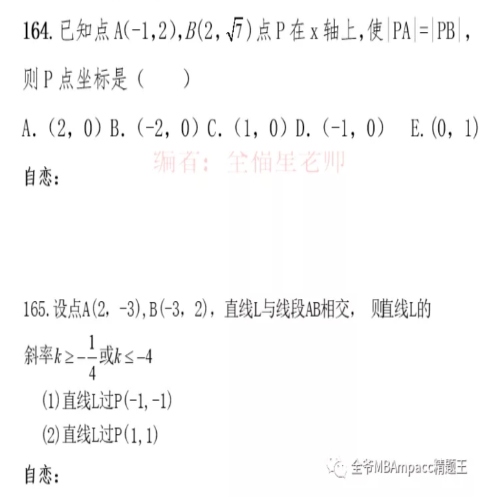 164. 已知点 A(-1,2),B(2,√7)点 P 在 x 轴上,使|PA|=|PB|,
则 P 点坐标是（　　）
A.（2，0）B.（-2，0）C.（1，0）D.（-1，0） E.(0，1)
编者：全福星老师
自恋：
165.设点A(2，-3),B(-3，2)，直线L与线段AB相交，则直线L的
斜率k≥-1/4或k≤-4
(1)直线L过P(-1,-1)
(2)直线L过P(1,1)
自恋：
全爷MBAmpacc精题王